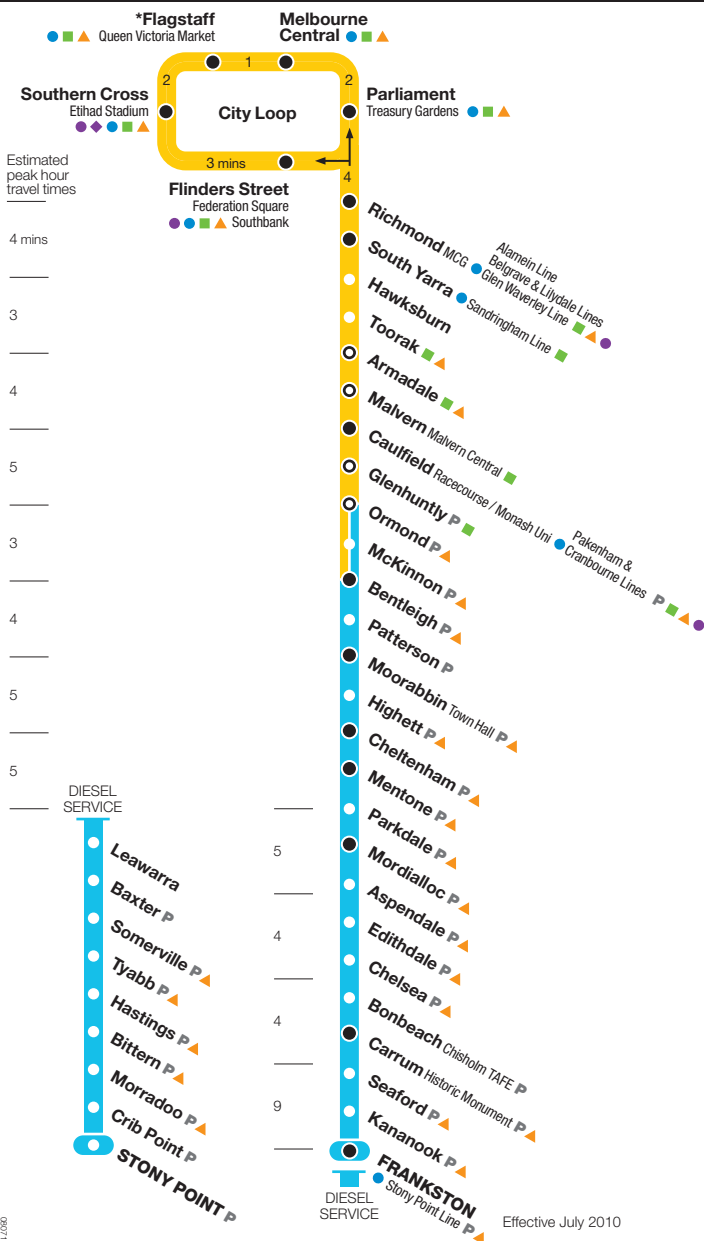 *Flagstaff
Queen Victoria Market
Melbourne
Central
1
2
2
Southern Cross
Etihad Stadium
City Loop
Parliament
Treasury Gardens
3 mins
4
Flinders Street
Federation Square
Southbank
Estimated
peak hour
travel times
4 mins
3
4
5
3
4
5
5
Richmond MCG
Alamein Line
Belgrave & Lilydale Lines
Glen Waverley Line
South Yarra
Sandringham Line
Hawksburn
Toorak
Armadale
Malvern Malvern Central
Caulfield Racecourse / Monash Uni
Pakenham &
Cranbourne Lines P
Glenhuntly P
Ormond P
McKinnon P
Bentleigh P
Patterson P
Moorabbin Town Hall P
Highett P
Cheltenham P
Mentone P
Parkdale P
Mordialloc P
Aspendale P
Edithdale P
Chelsea P
Bonbeach Chisholm TAFE P
Carrum Historic Monument P
Seaford P
Kananook P
FRANKSTON
Stony Point Line P
5
4
4
9
DIESEL
SERVICE
DIESEL
SERVICE
Leawarra
Baxter P
Somerville P
Tyabb P
Hastings P
Bittern P
Morradoo P
Crib Point P
STONY POINT P
Effective July 2010